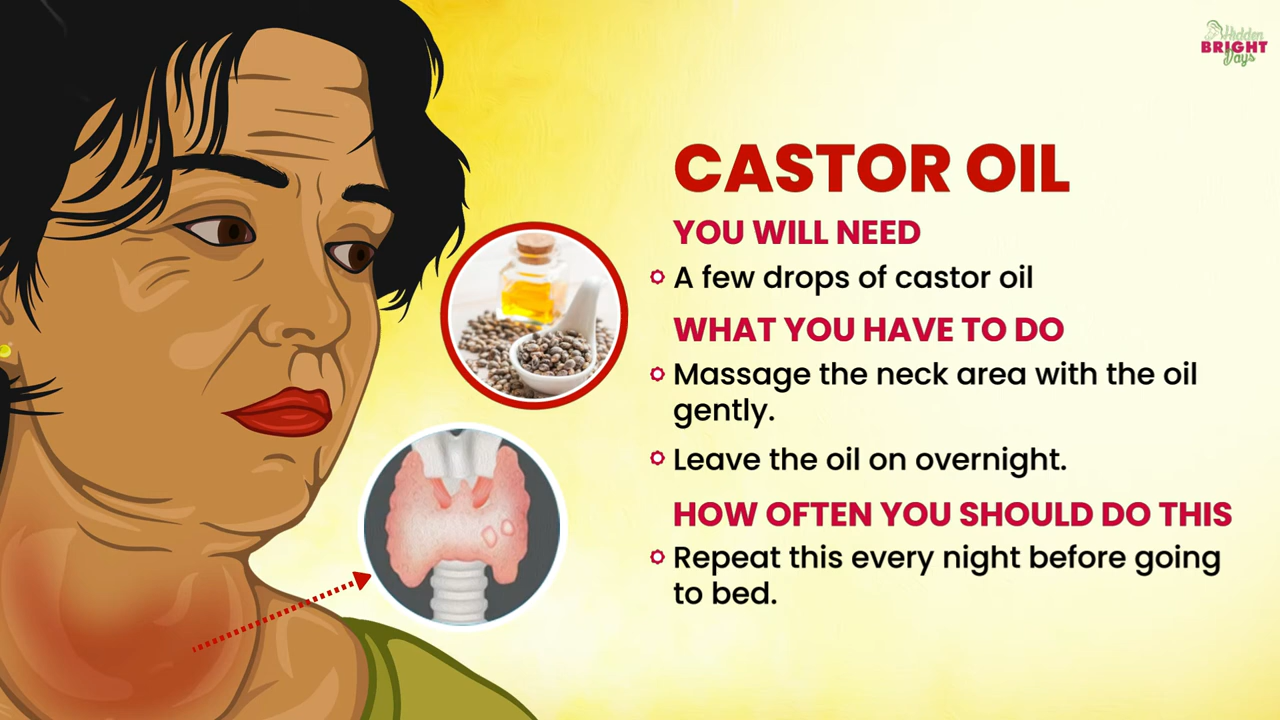 Hidden
BRIGHT
Days
CASTOR OIL
YOU WILL NEED
A few drops of castor oil
WHAT YOU HAVE TO DO
Massage the neck area with the oil
gently.
Leave the oil on overnight.
HOW OFTEN YOU SHOULD DO THIS
Repeat this every night before going
to bed.